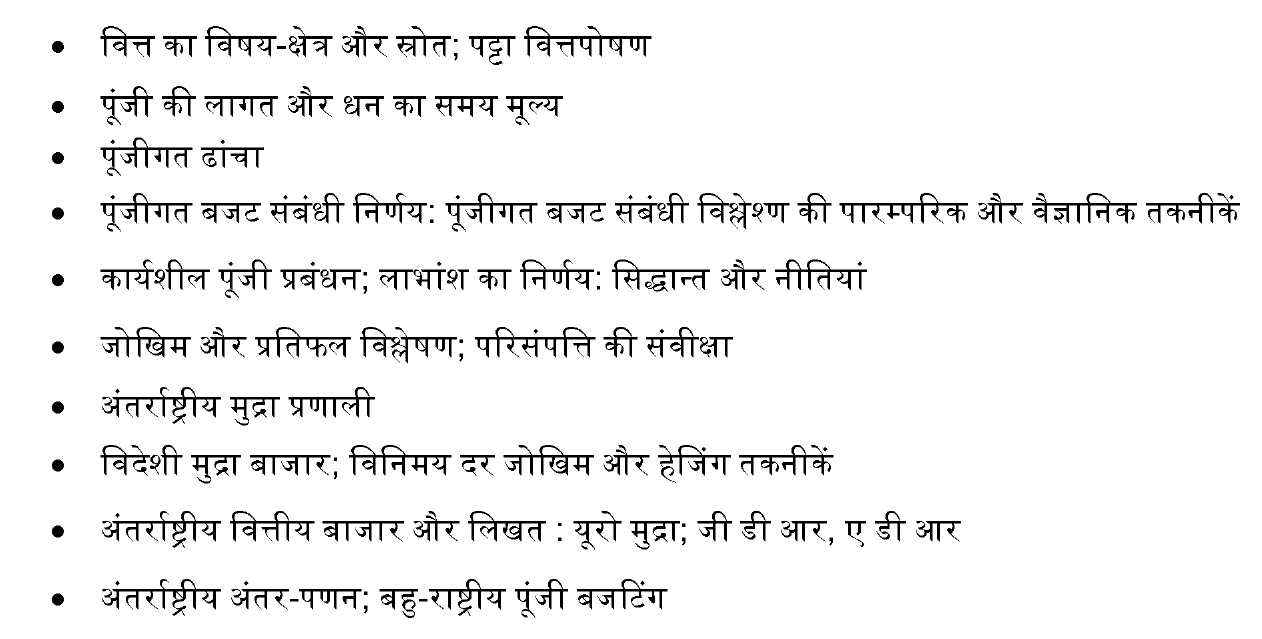 • वित्त का विषय-क्षेत्र और स्रोत; पट्टा वित्तपोषण
• पूंजी की लागत और धन का समय मूल्य
• पूंजीगत ढांचा
• पूंजीगत बजट संबंधी निर्णय: पूंजीगत बजट संबंधी विश्लेश्ण की पारम्परिक और वैज्ञानिक तकनीकें
• कार्यशील पूंजी प्रबंधन; लाभांश का निर्णय: सिद्धान्त और नीतियां
• जोखिम और प्रतिफल विश्लेषण; परिसंपत्ति की संवीक्षा
• अंतर्राष्ट्रीय मुद्रा प्रणाली
• विदेशी मुद्रा बाजार; विनिमय दर जोखिम और हेजिंग तकनीकें
• अंतर्राष्ट्रीय वित्तीय बाजार और लिखत : यूरो मुद्रा; जी डी आर, ए डी आर
• अंतर्राष्ट्रीय अंतर-पणन; बहु-राष्ट्रीय पूंजी बजटिंग